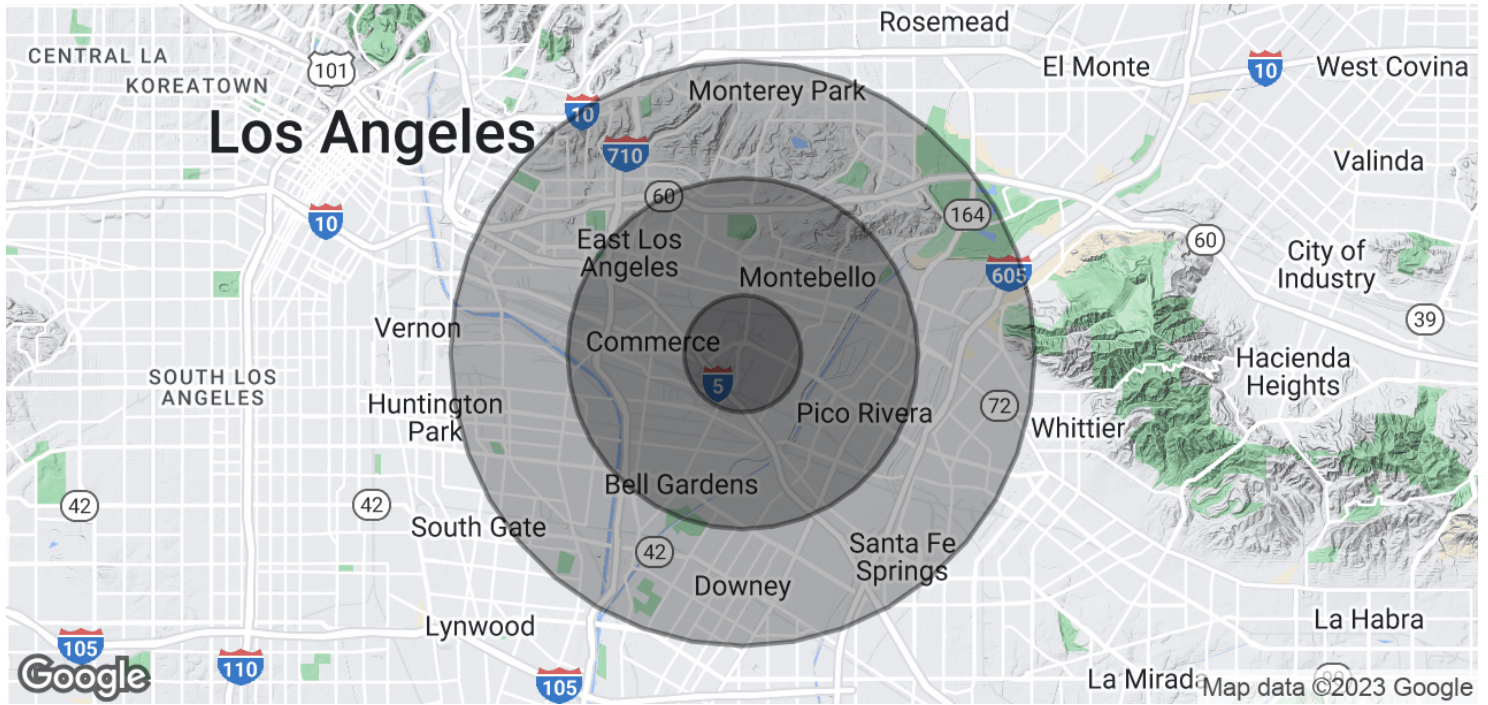 Rosemead
CENTRAL LA
KOREATOWN
101
El Monte
10
West Covina
Monterey Park
Los Angeles
10
710
Valinda
60
164
10
60
East Los
Angeles
Montebello
605
City of
Industry
39
Vernon
Commerce
5
SOUTH LOS
ANGELES
Hacienda
Heights
Huntington
Park
Pico Rivera
72
Whittier
Bell Gardens
42
42
South Gate
42
Santa Fe
Springs
Downey
Lynwood
La Habra
105
110
105
Google
La Mirada
Map data ©2023 Google